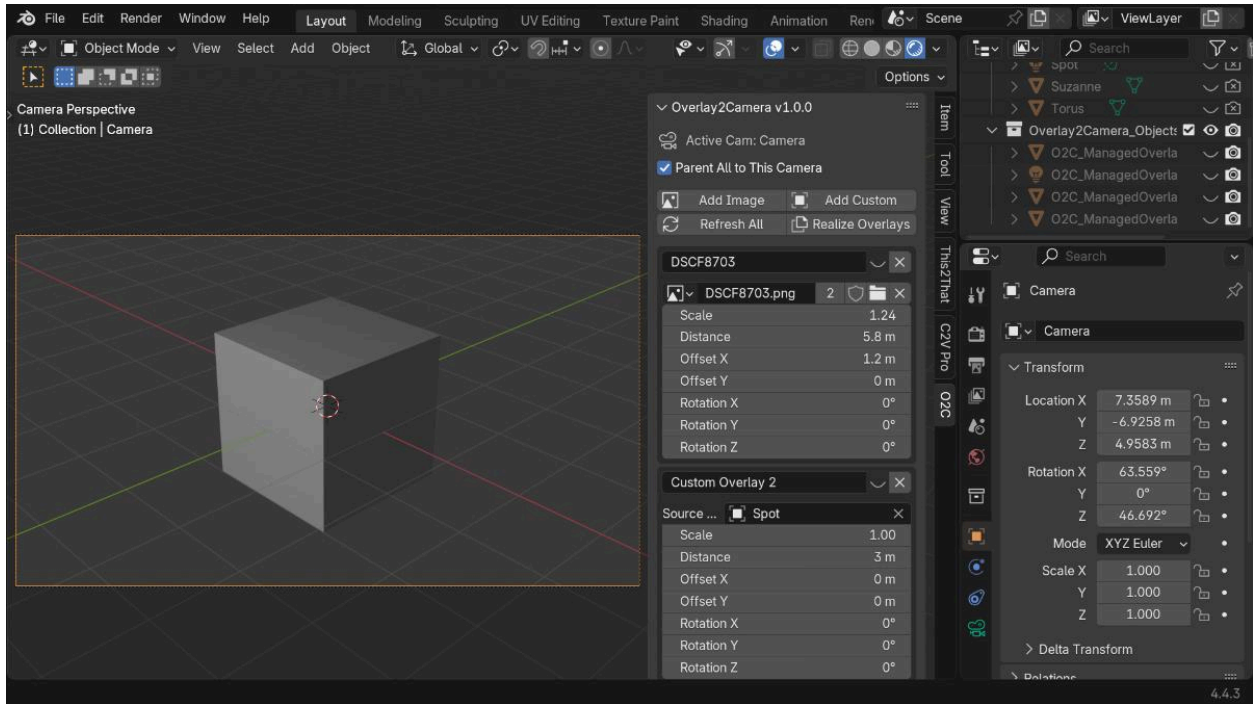 File Edit Render Window Help Layout Modeling Sculpting UV Editing Texture Paint Shading Animation Scene ViewLayer
Object Mode View Select Add Object Global Search
Options
Camera Perspective
(1) Collection | Camera
Overlay2Camera v1.0.0
Active Cam: Camera
Parent All to This Camera
Add Image Add Custom
Refresh All Realize Overlays
DSCF8703
DSCF8703.png 2
Scale 1.24
Distance 5.8 m
Offset X 1.2 m
Offset Y 0 m
Rotation X 0°
Rotation Y 0°
Rotation Z 0°
Custom Overlay 2
Source ... Spot
Scale 1.00
Distance 3 m
Offset X 0 m
Offset Y 0 m
Rotation X 0°
Rotation Y 0°
Rotation Z 0°
Item
Tool
View
This2That
C2V Pro
O2C
Spot
Suzanne
Torus
Overlay2Camera_Objects
O2C_ManagedOverla
O2C_ManagedOverla
O2C_ManagedOverla
O2C_ManagedOverla
Search
Camera
Camera
Transform
Location X 7.3589 m
Y -6.9258 m
Z 4.9583 m
Rotation X 63.559°
Y 0°
Z 46.692°
Mode XYZ Euler
Scale X 1.000
Y 1.000
Z 1.000
Delta Transform
Relations
4.4.3